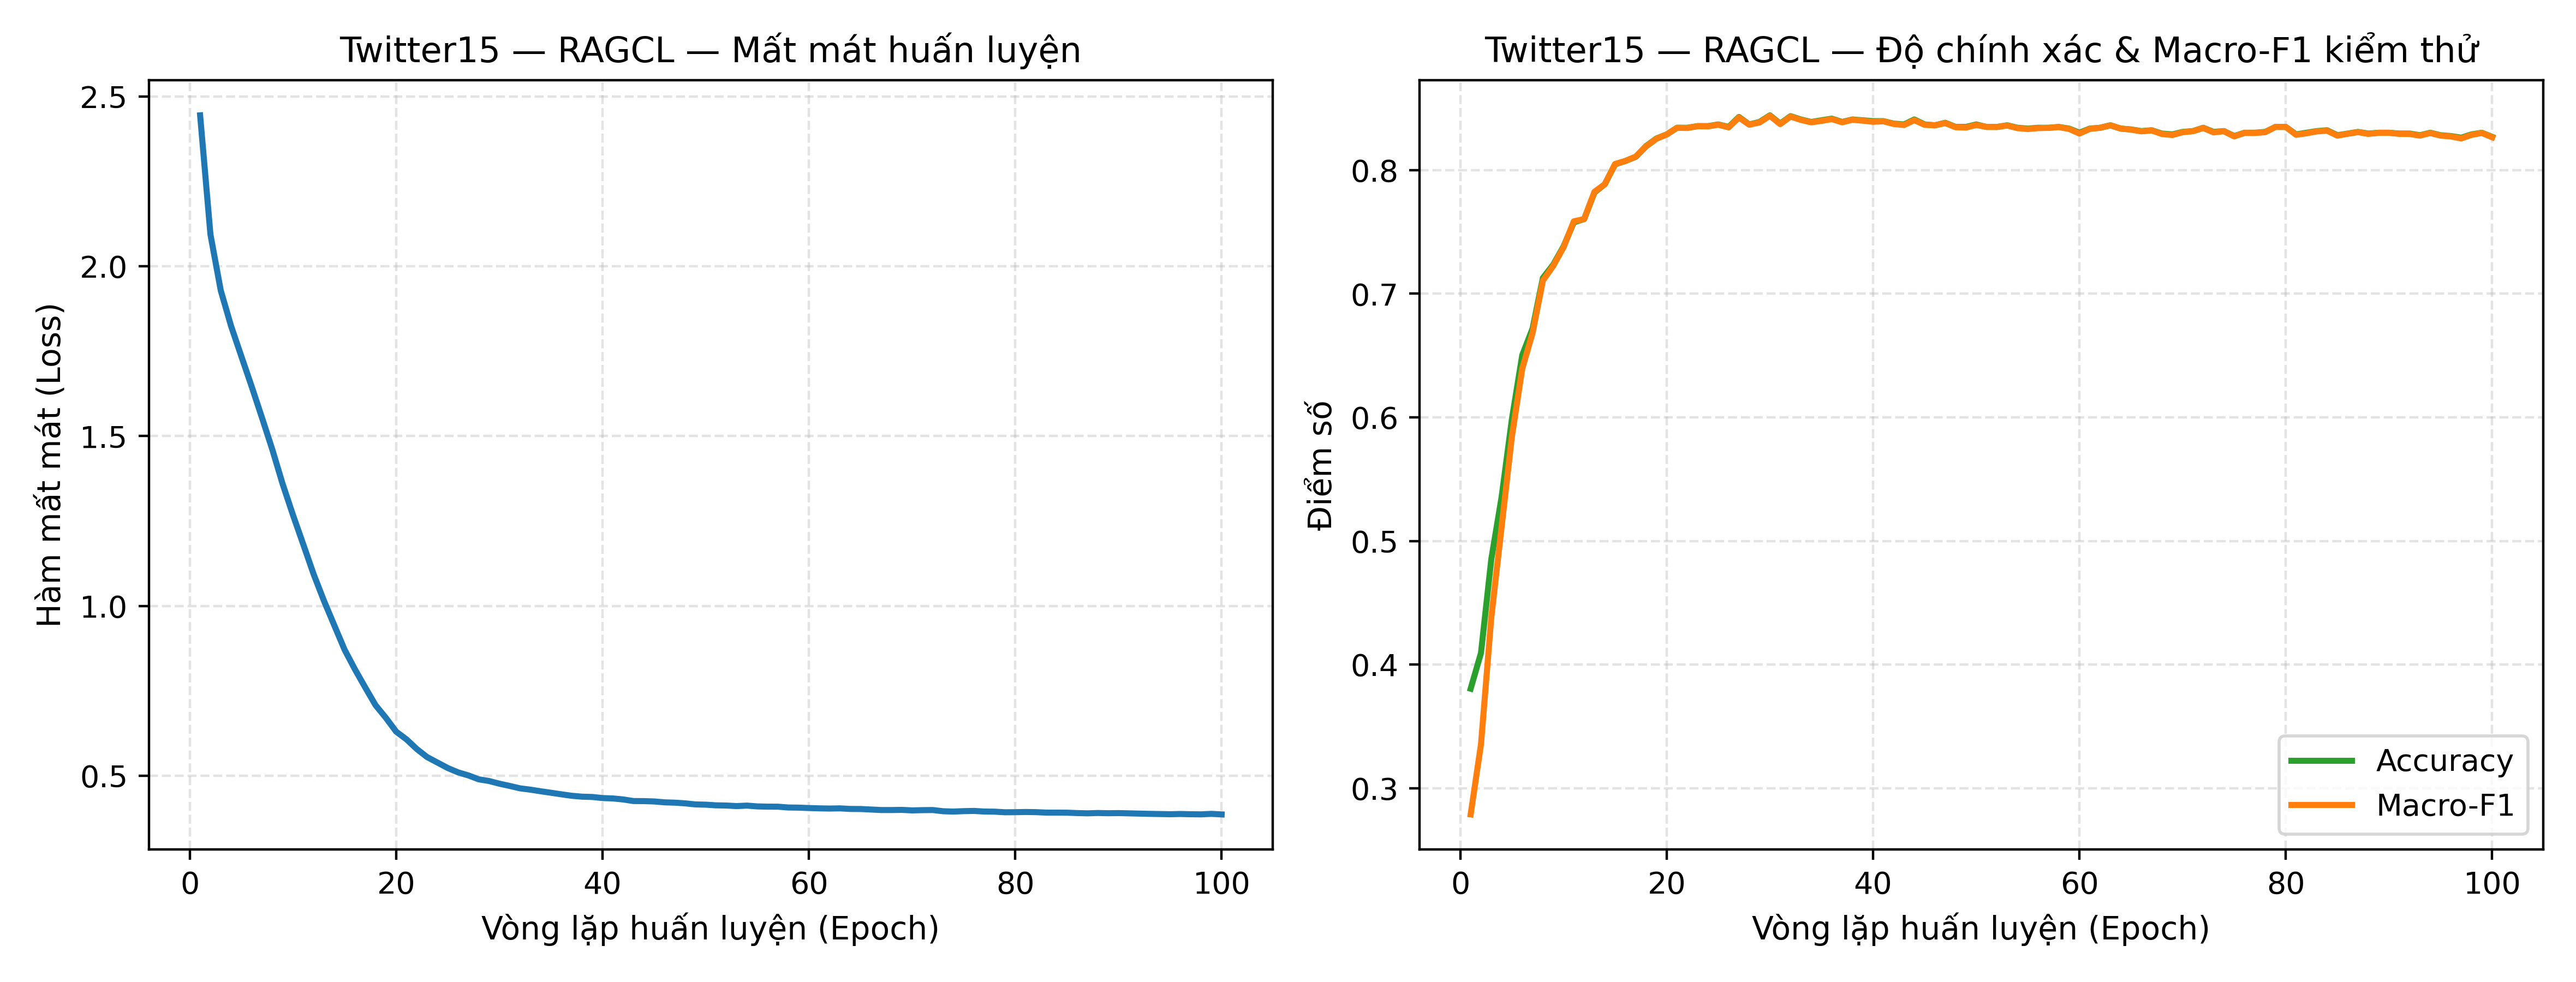 Twitter15 — RAGCL — Mất mát huấn luyện
Hàm mất mát (Loss)
2.5
2.0
1.5
1.0
0.5
0 20 40 60 80 100
Vòng lặp huấn luyện (Epoch)
Twitter15 — RAGCL — Độ chính xác & Macro-F1 kiểm thử
Điểm số
0.8
0.7
0.6
0.5
0.4
0.3
Accuracy
Macro-F1
0 20 40 60 80 100
Vòng lặp huấn luyện (Epoch)